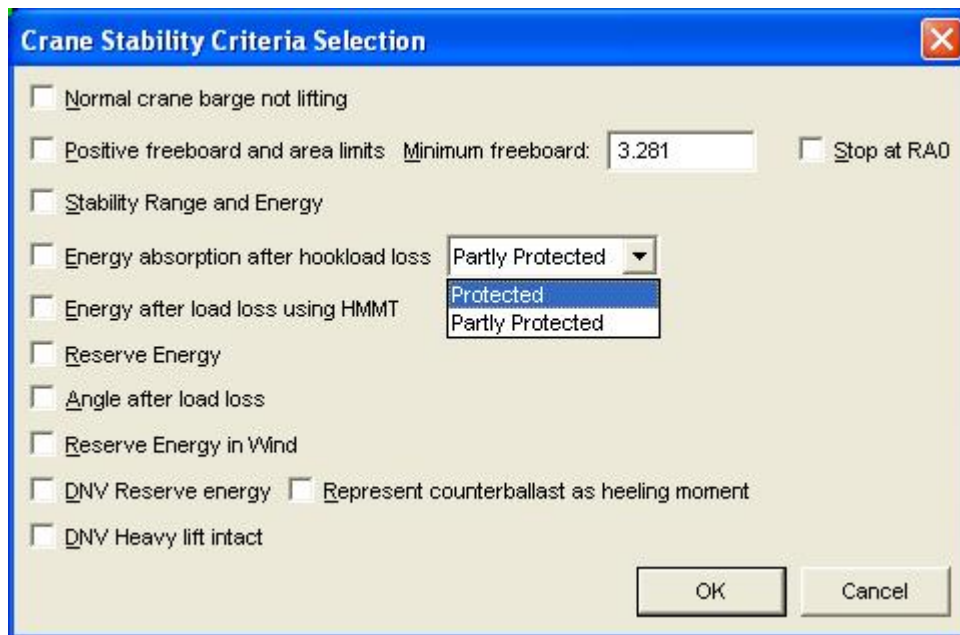 Crane Stability Criteria Selection
Normal crane barge not lifting
Positive freeboard and area limits Minimum freeboard: 3.281 Stop at RA0
Stability Range and Energy
Energy absorption after hookload loss Partly Protected
Protected
Energy after load loss using HMMT
Partly Protected
Reserve Energy
Angle after load loss
Reserve Energy in Wind
DNV Reserve energy Represent counterballast as heeling moment
DNV Heavy lift intact
OK Cancel